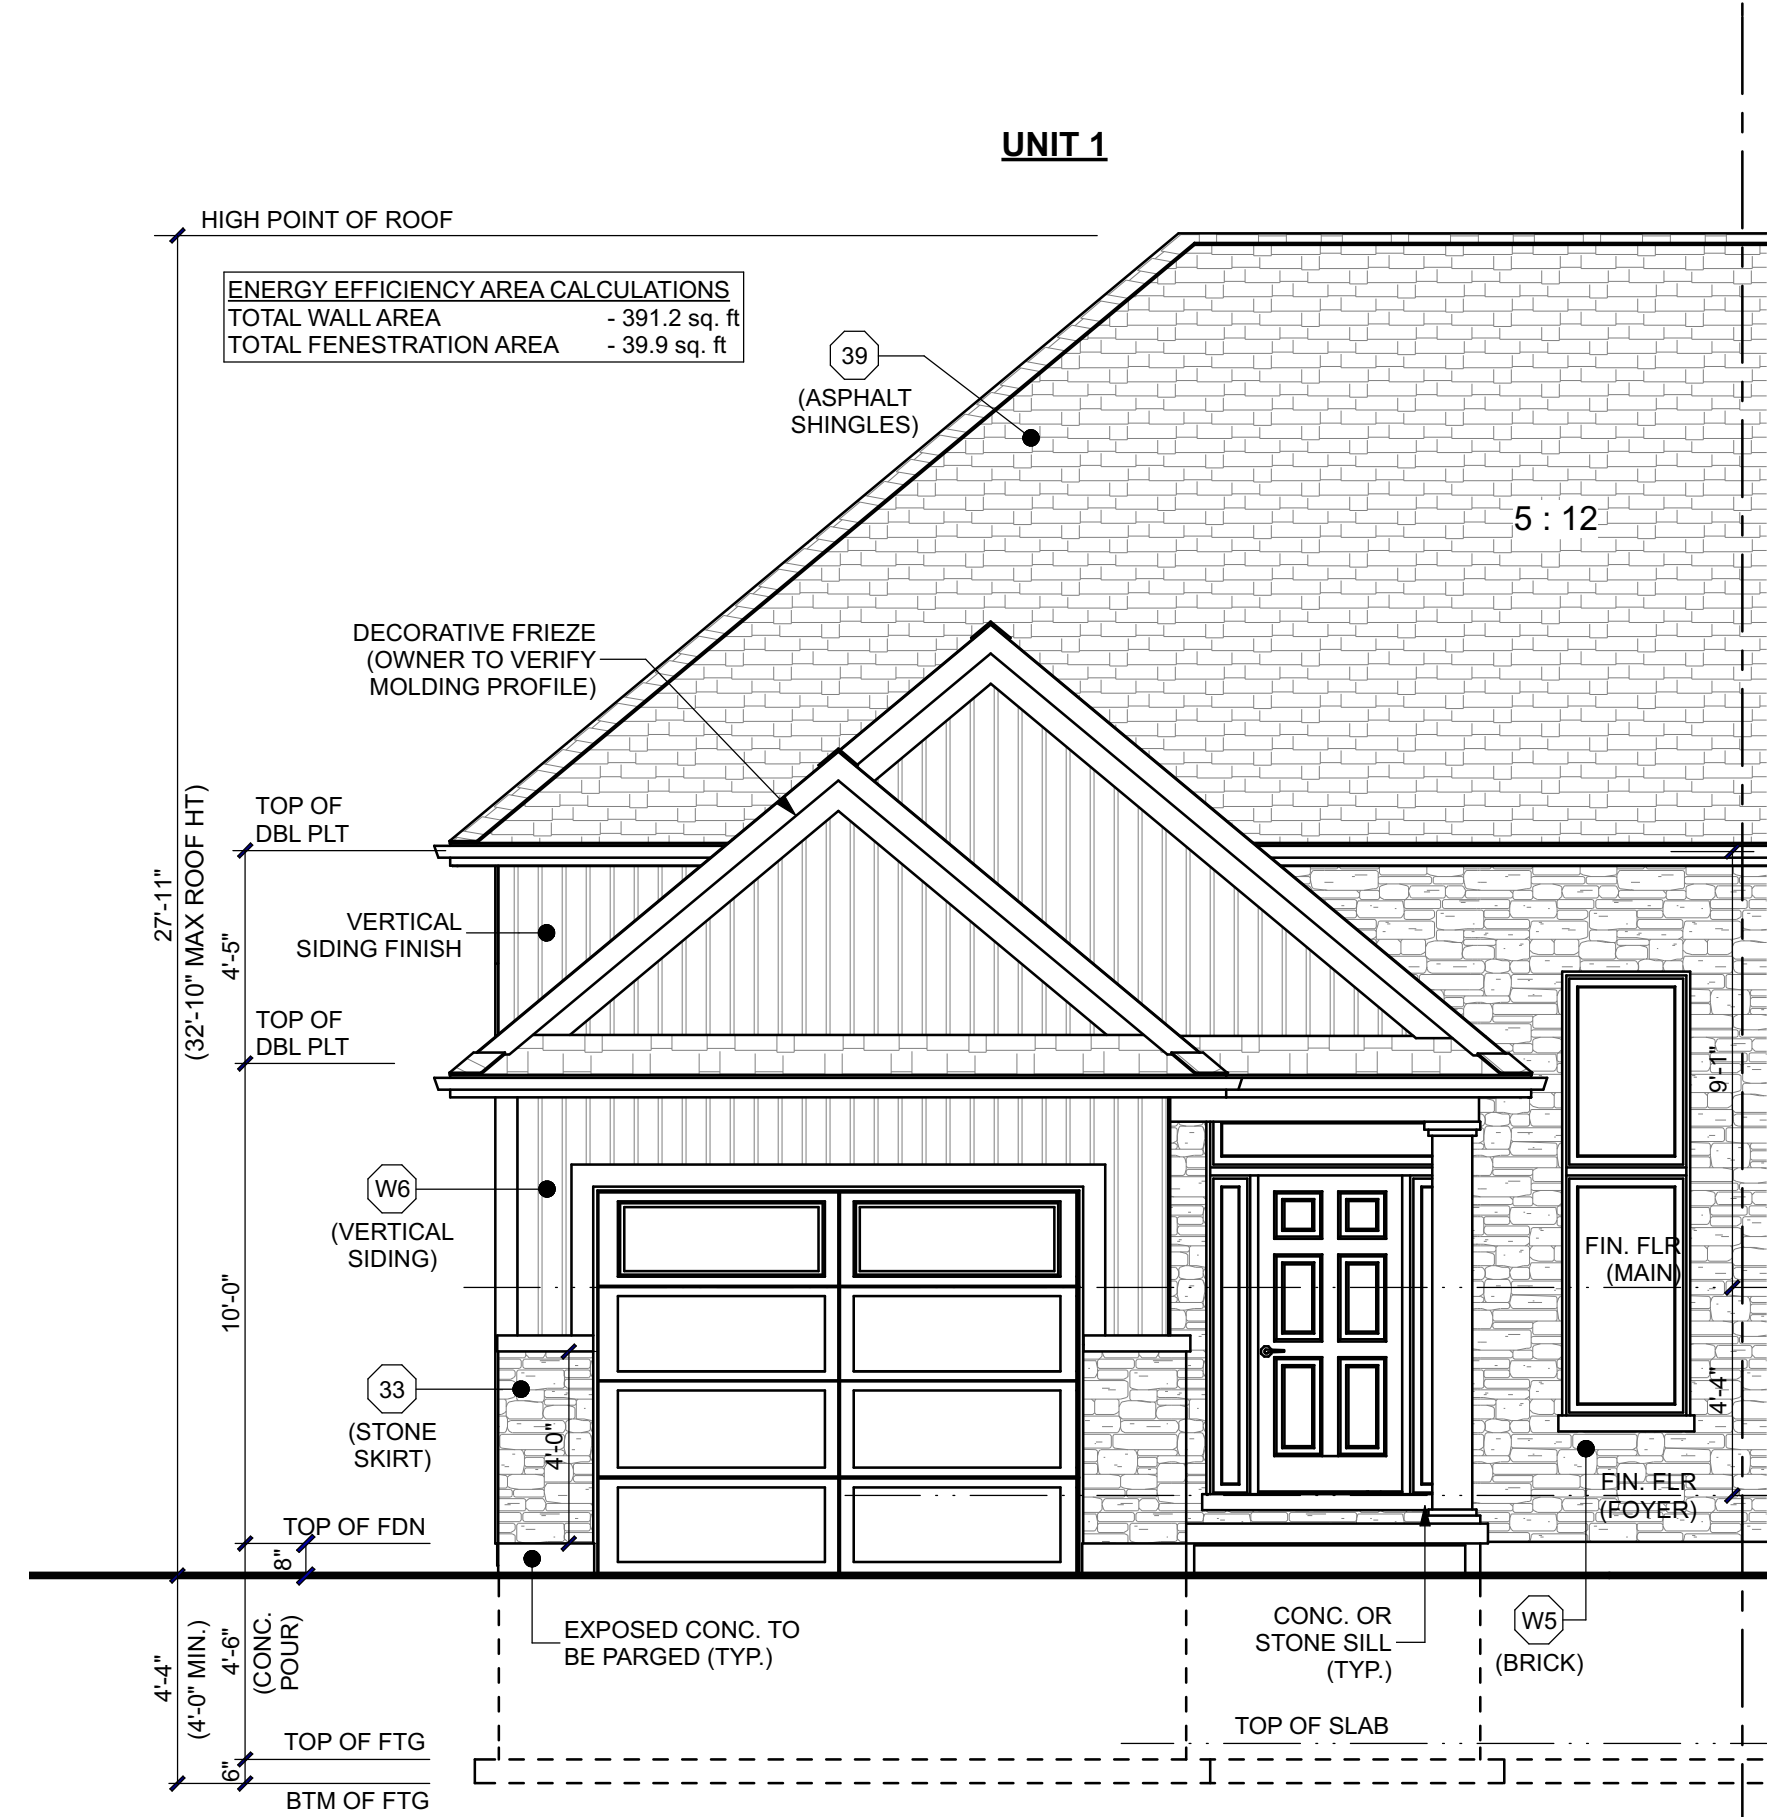 UNIT 1
HIGH POINT OF ROOF
ENERGY EFFICIENCY AREA CALCULATIONS
TOTAL WALL AREA - 391.2 sq. ft
TOTAL FENESTRATION AREA - 39.9 sq. ft
39
(ASPHALT
SHINGLES)
5 : 12
DECORATIVE FRIEZE
(OWNER TO VERIFY
MOLDING PROFILE)
TOP OF
DBL PLT
27'-11"
(32'-10" MAX ROOF HT)
4'-5"
VERTICAL
SIDING FINISH
TOP OF
DBL PLT
9'-1"
W6
(VERTICAL
SIDING)
FIN. FLR
(MAIN)
10'-0"
33
(STONE
SKIRT)
4'-0"
4'-4"
FIN. FLR
(FOYER)
TOP OF FDN
8"
EXPOSED CONC. TO
BE PARGED (TYP.)
CONC. OR
STONE SILL
(TYP.)
W5
(BRICK)
4'-4"
(4'-0" MIN.)
4'-6"
(CONC.
POUR)
TOP OF SLAB
TOP OF FTG
6"
BTM OF FTG